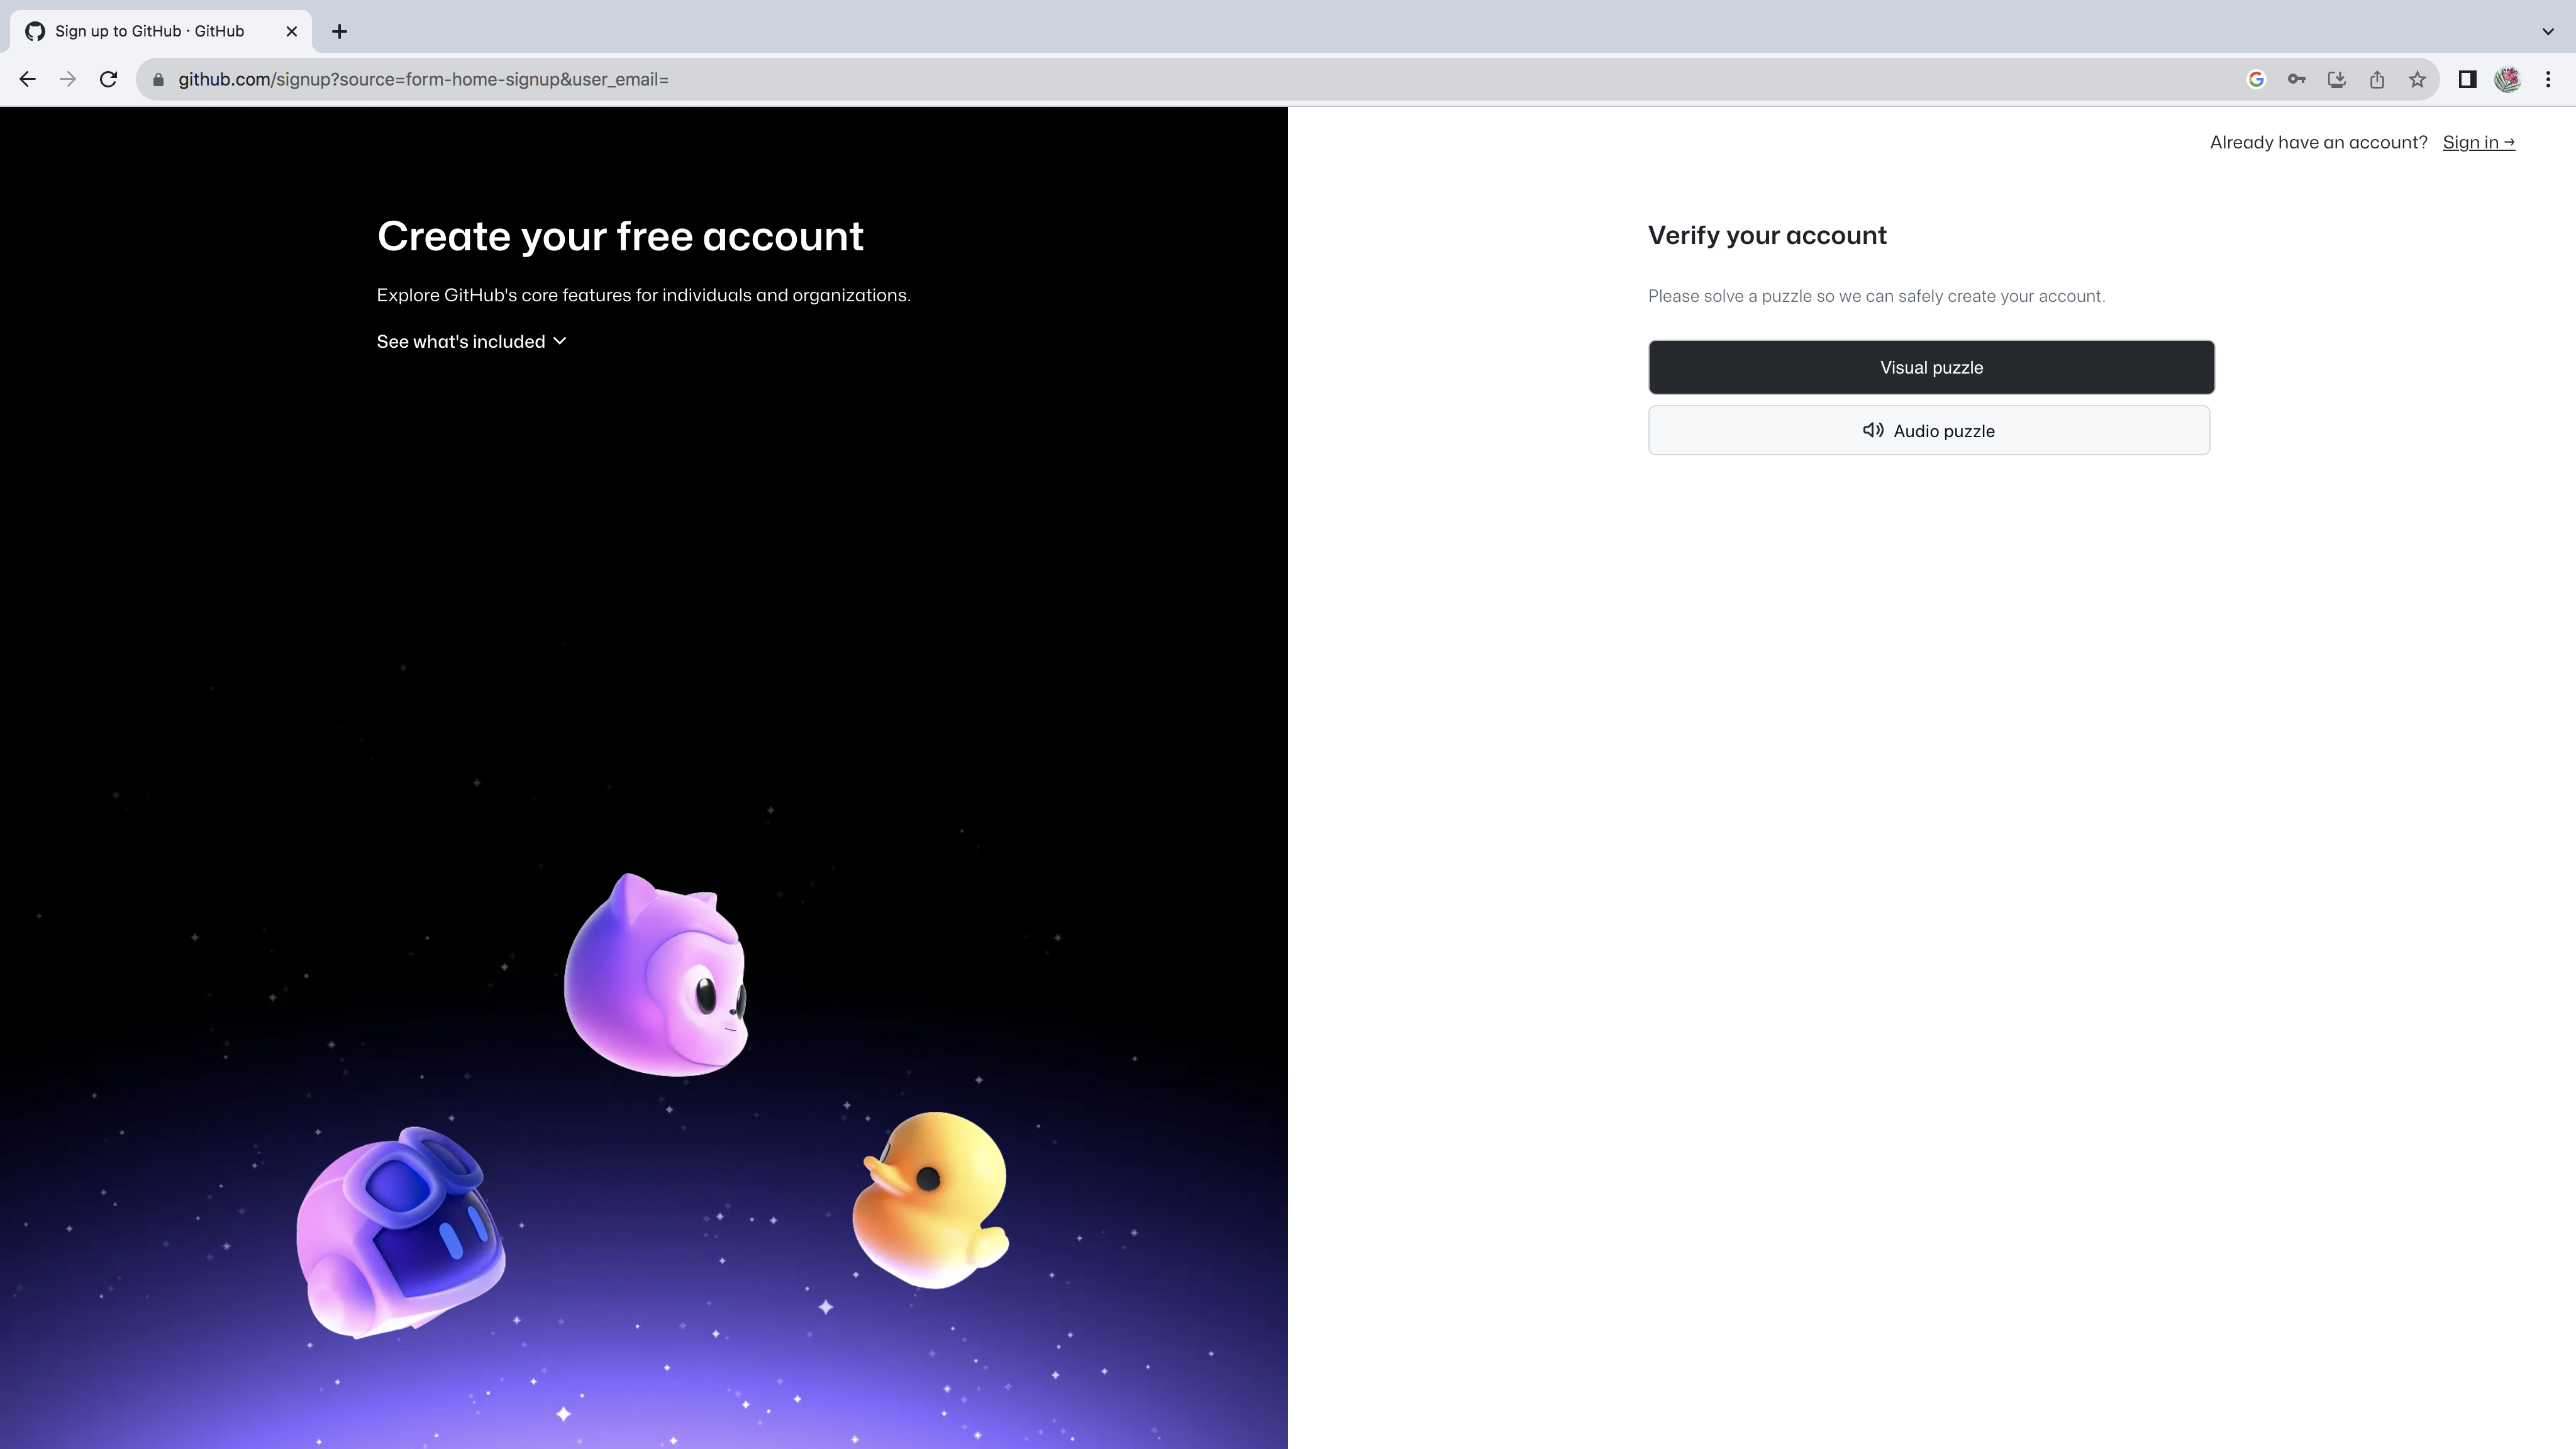 Sign up to GitHub · GitHub
github.com/signup?source=form-home-signup&user_email=
Already have an account? Sign in →
Create your free account
Explore GitHub's core features for individuals and organizations.
See what's included
Verify your account
Please solve a puzzle so we can safely create your account.
Visual puzzle
Audio puzzle